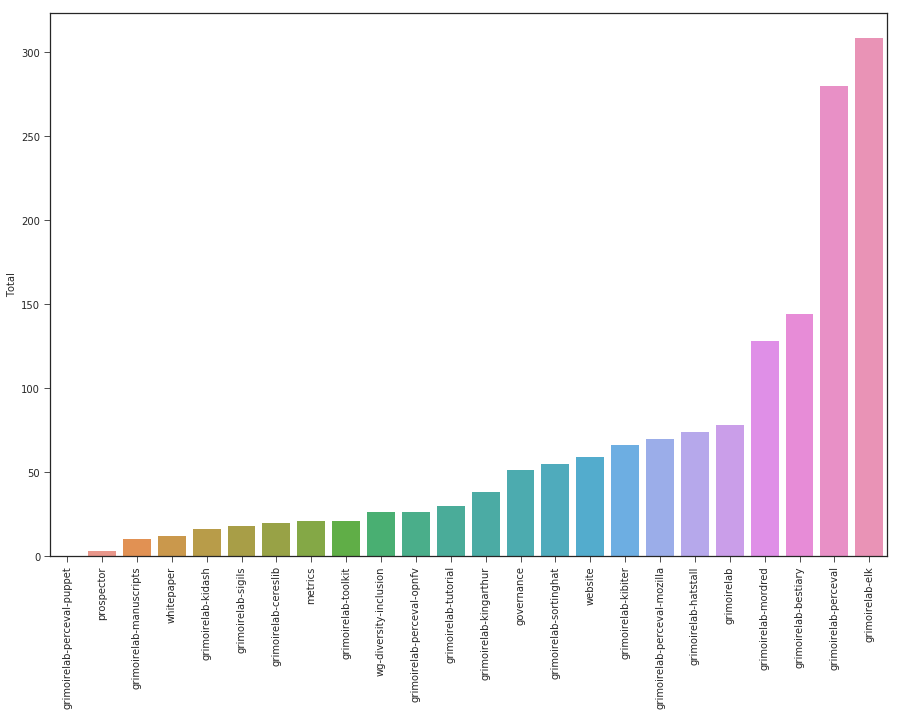 300
250
200
150
100
50
0
Total
grimoirelab-perceval-puppet
prospector
grimoirelab-manuscripts
whitepaper
grimoirelab-kidash
grimoirelab-sigils
grimoirelab-cereslib
metrics
grimoirelab-toolkit
wg-diversity-inclusion
grimoirelab-perceval-opnfv
grimoirelab-tutorial
grimoirelab-kingarthur
governance
grimoirelab-sortinghat
website
grimoirelab-kibiter
grimoirelab-perceval-mozilla
grimoirelab-hatstall
grimoirelab
grimoirelab-mordred
grimoirelab-bestiary
grimoirelab-perceval
grimoirelab-elk